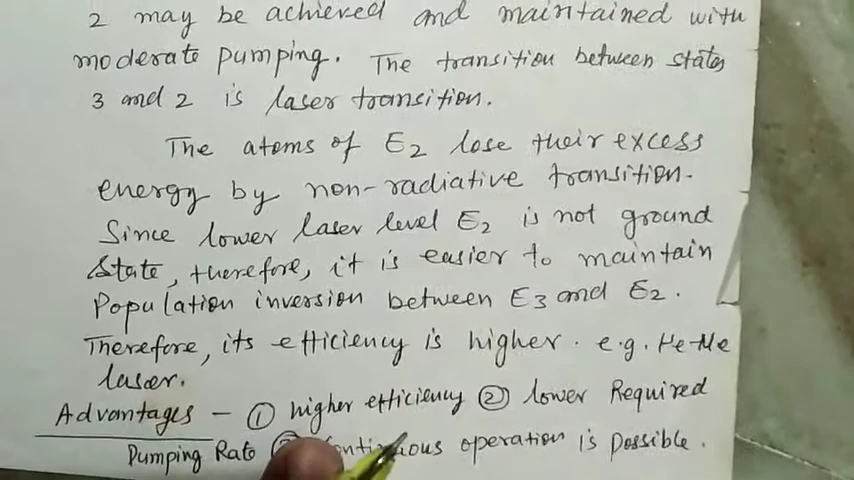 2 may be achieved and maintained with
moderate pumping. The transition between states
3 and 2 is laser transition.
The atoms of E2 lose their excess
energy by non-radiative transition.
Since lower laser level E2 is not ground
state, therefore, it is easier to maintain
Population inversion between E3 and E2.
Therefore, its efficiency is higher. e.g. He-Ne
laser.
Advantages - ① higher efficiency ② lower Required
Pumping Rate operation is possible.